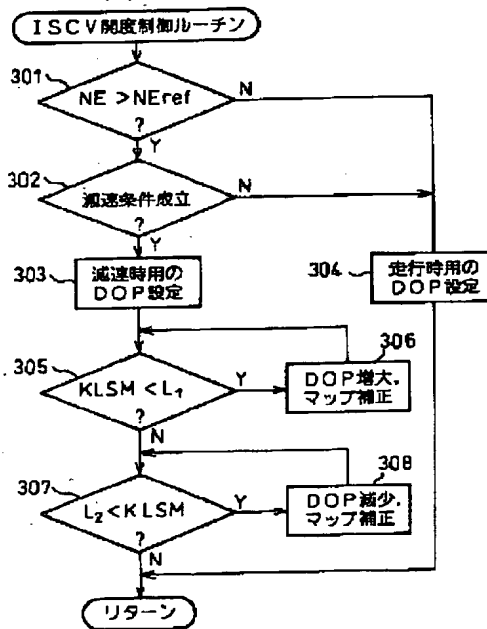 ISCV開度制御ルーチン
301
NE>NEref
?
N
Y
302
減速条件成立
?
N
Y
303
減速時用の
DOP設定
304
走行時用の
DOP設定
305
KLSM<L₁
?
Y
N
306
DOP増大,
マップ補正
307
L₂<KLSM
?
Y
N
308
DOP減少,
マップ補正
リターン